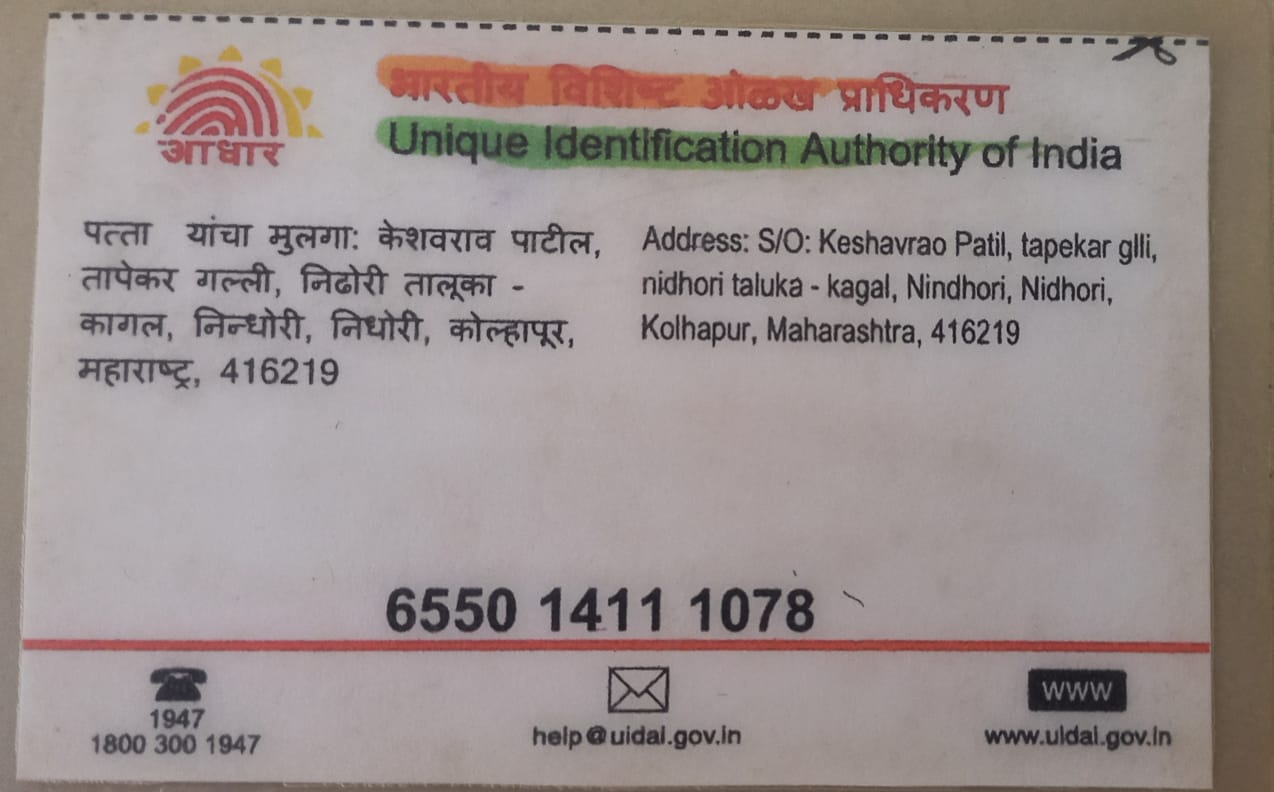 आधार
भारतीय विशिष्ट ओळख प्राधिकरण
Unique Identification Authority of India
पत्ता यांचा मुलगा: केशवराव पाटील,
तापेकर गल्ली, निढोरी तालूका -
कागल, निन्धोरी, निधोरी, कोल्हापूर,
महाराष्ट्र, 416219
Address: S/O: Keshavrao Patil, tapekar glli,
nidhori taluka - kagal, Nindhori, Nidhori,
Kolhapur, Maharashtra, 416219
6550 1411 1078
1947
1800 300 1947
help@uidai.gov.in
www
www.uidai.gov.in